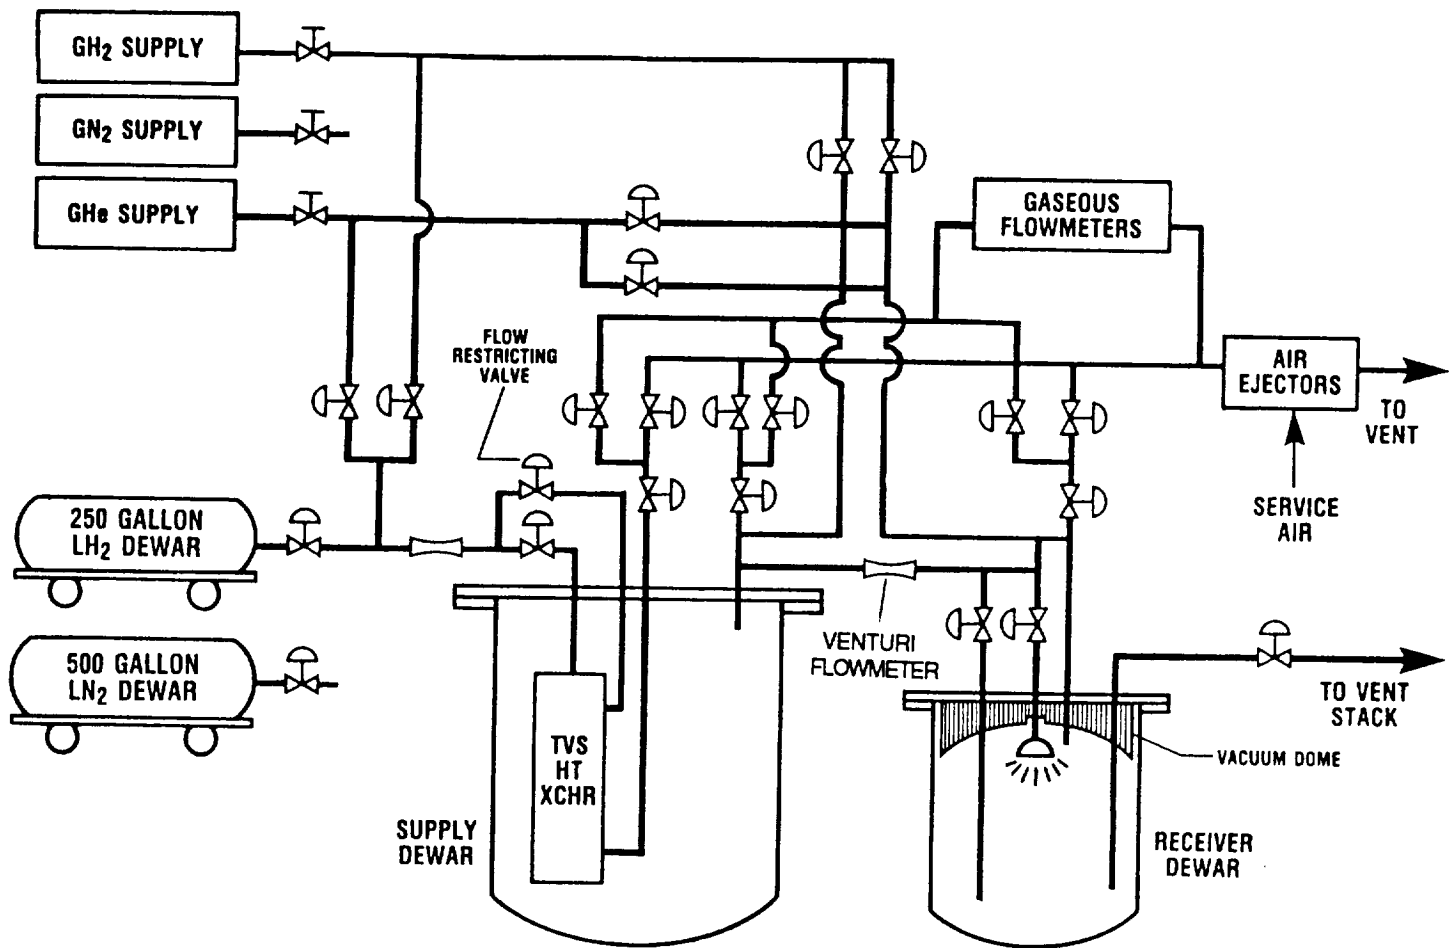 GH₂ SUPPLY
GN₂ SUPPLY
GHe SUPPLY
GASEOUS
FLOWMETERS
FLOW
RESTRICTING
VALVE
AIR
EJECTORS
TO
VENT
SERVICE
AIR
250 GALLON
LH₂ DEWAR
500 GALLON
LN₂ DEWAR
VENTURI
FLOWMETER
TO VENT
STACK
VACUUM DOME
TVS
HT
XCHR
SUPPLY
DEWAR
RECEIVER
DEWAR